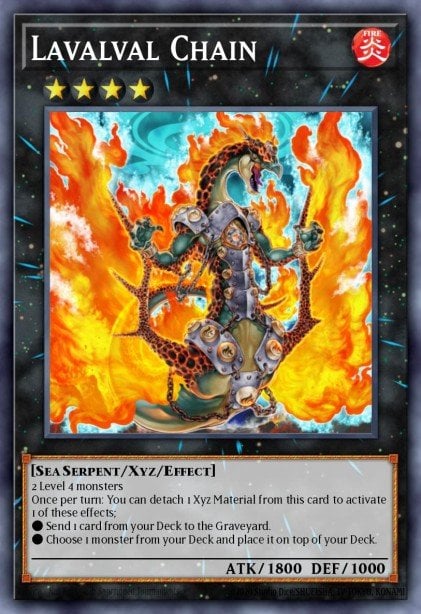 LAVALVAL CHAIN
FIRE
炎
[SEA SERPENT/XYZ/EFFECT]
2 Level 4 monsters
Once per turn: You can detach 1 Xyz Material from this card to activate
1 of these effects;
● Send 1 card from your Deck to the Graveyard.
● Choose 1 monster from your Deck and place it on top of your Deck.
ATK/1800 DEF/1000